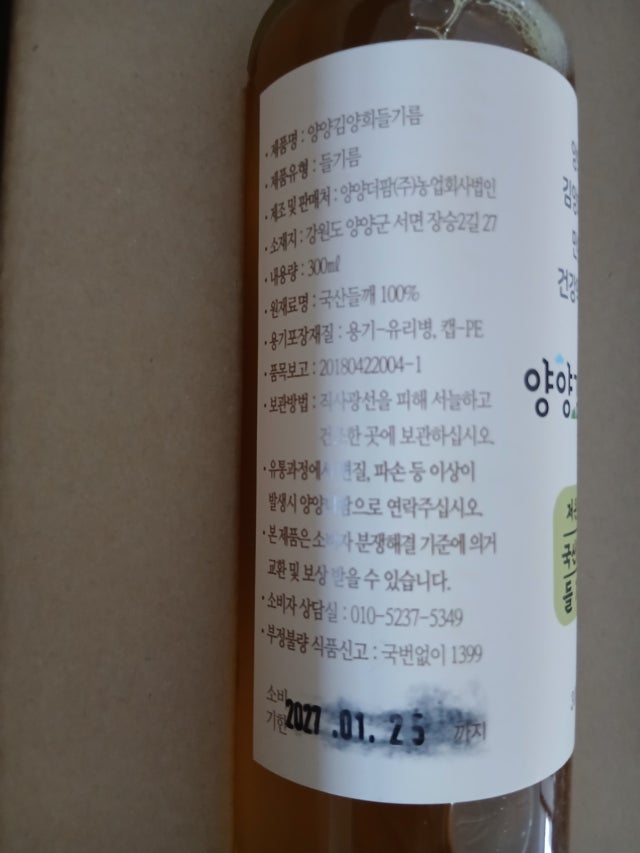 · 제품명 : 양양김양회들기름
· 제품유형 : 들기름
· 제조 및 판매처 : 양양더팜(주)농업회사법인
· 소재지 : 강원도 양양군 서면 장승2길 27
· 내용량 : 300㎖
· 원재료명 : 국산들깨 100%
· 용기포장재질 : 용기-유리병, 캡-PE
· 품목보고 : 20180422004-1
· 보관방법 : 직사광선을 피해 서늘하고
건조한 곳에 보관하십시오.
· 유통과정에서 변질, 파손 등 이상이
발생시 양양더팜으로 연락주십시오.
· 본 제품은 소비자 분쟁해결 기준에 의거
교환 및 보상 받을 수 있습니다.
· 소비자 상담실 : 010-5237-5349
· 부정불량 식품신고 : 국번없이 1399
소비
기한 2027.01.25 까지
양양